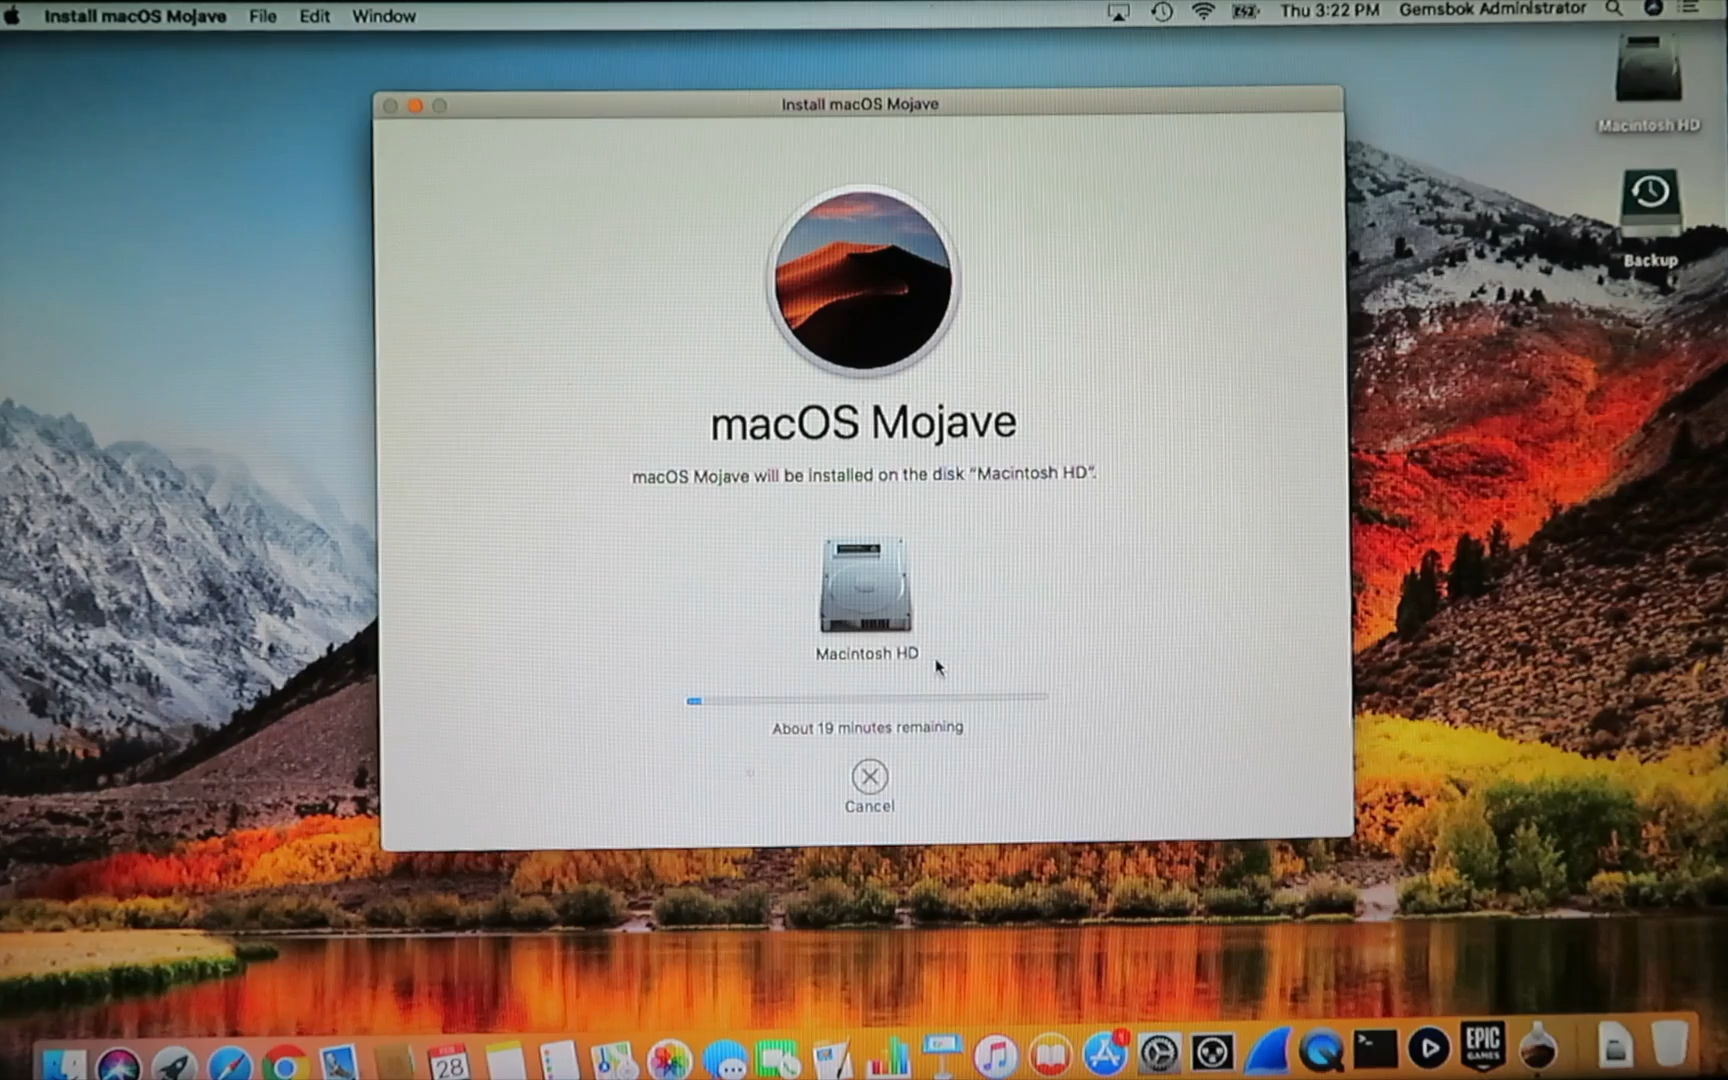 Install macOS Mojave File Edit Window Thu 3:22 PM Gemsbok Administrator
Install macOS Mojave
Macintosh HD
Backup
macOS Mojave
macOS Mojave will be installed on the disk “Macintosh HD”.
Macintosh HD
About 19 minutes remaining
Cancel
28
EPIC
GAMES